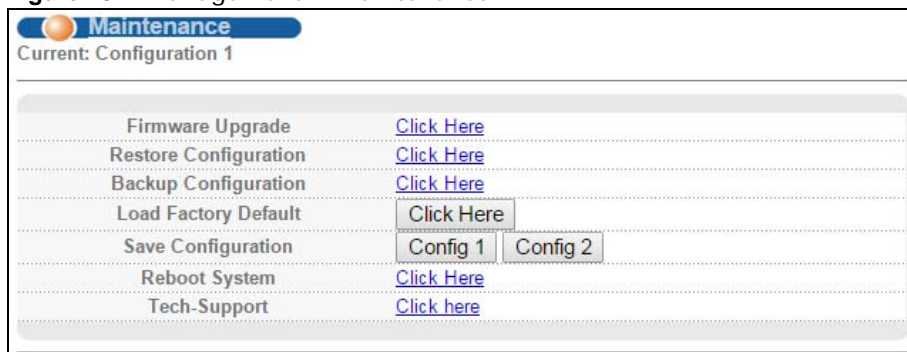 Maintenance
Current: Configuration 1
Firmware Upgrade Click Here
Restore Configuration Click Here
Backup Configuration Click Here
Load Factory Default Click Here
Save Configuration Config 1 Config 2
Reboot System Click Here
Tech-Support Click here